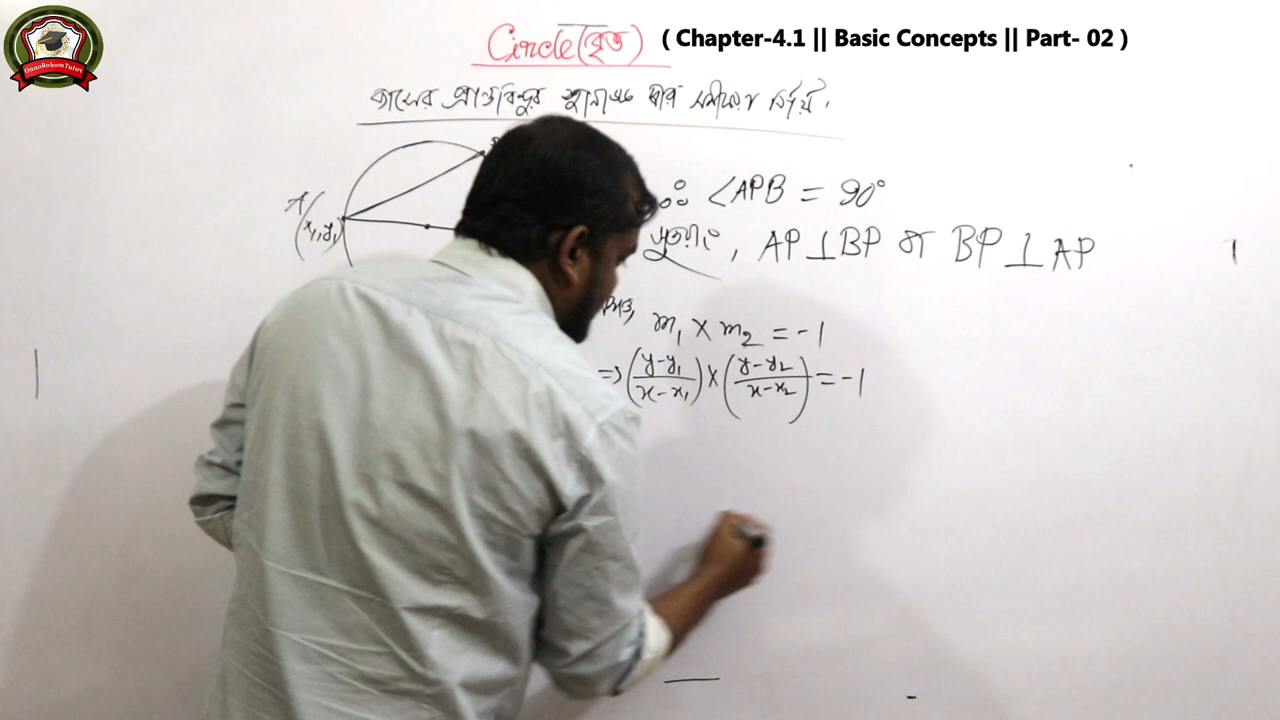 OnnoRokomTutor
Circle (বৃত্ত) ( Chapter-4.1 || Basic Concepts || Part- 02 )
ব্যাসের প্রান্তবিন্দুর স্থানাঙ্ক দ্বারা সমীকরণ নির্ণয়।
A
(x₁, y₁)
∴ ∠APB = 90°
সুতরাং, AP ⊥ BP বা BP ⊥ AP
m₁ × m₂ = -1
⇒ ((y-y₁)/(x-x₁)) × ((y-y₂)/(x-x₂)) = -1